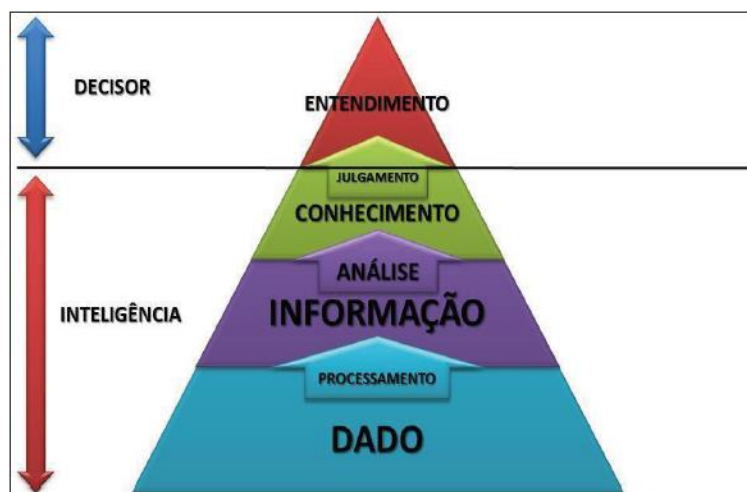 DECISOR
ENTENDIMENTO
JULGAMENTO
CONHECIMENTO
ANÁLISE
INFORMAÇÃO
INTELIGÊNCIA
PROCESSAMENTO
DADO